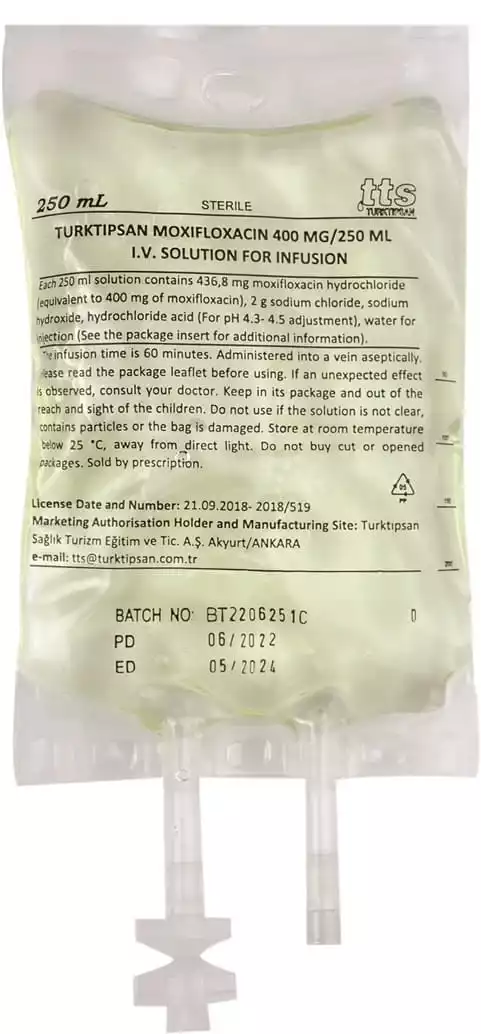 250 mL
STERILE
tts
TURKTIPSAN
TURKTIPSAN MOXIFLOXACIN 400 MG/250 ML
I.V. SOLUTION FOR INFUSION
Each 250 ml solution contains 436,8 mg moxifloxacin hydrochloride
(equivalent to 400 mg of moxifloxacin), 2 g sodium chloride, sodium
hydroxide, hydrochloride acid (For pH 4.3- 4.5 adjustment), water for
injection (See the package insert for additional information).
The infusion time is 60 minutes. Administered into a vein aseptically.
Please read the package leaflet before using. If an unexpected effect
is observed, consult your doctor. Keep in its package and out of the
reach and sight of the children. Do not use if the solution is not clear,
contains particles or the bag is damaged. Store at room temperature
below 25 °C, away from direct light. Do not buy cut or opened
packages. Sold by prescription.
05
PP
License Date and Number: 21.09.2018- 2018/519
Marketing Authorisation Holder and Manufacturing Site: Turktıpsan
Sağlık Turizm Eğitim ve Tic. A.Ş. Akyurt/ANKARA
e-mail: tts@turktipsan.com.tr
BATCH NO: BT2206251C 0
PD 06/2022
ED 05/2024